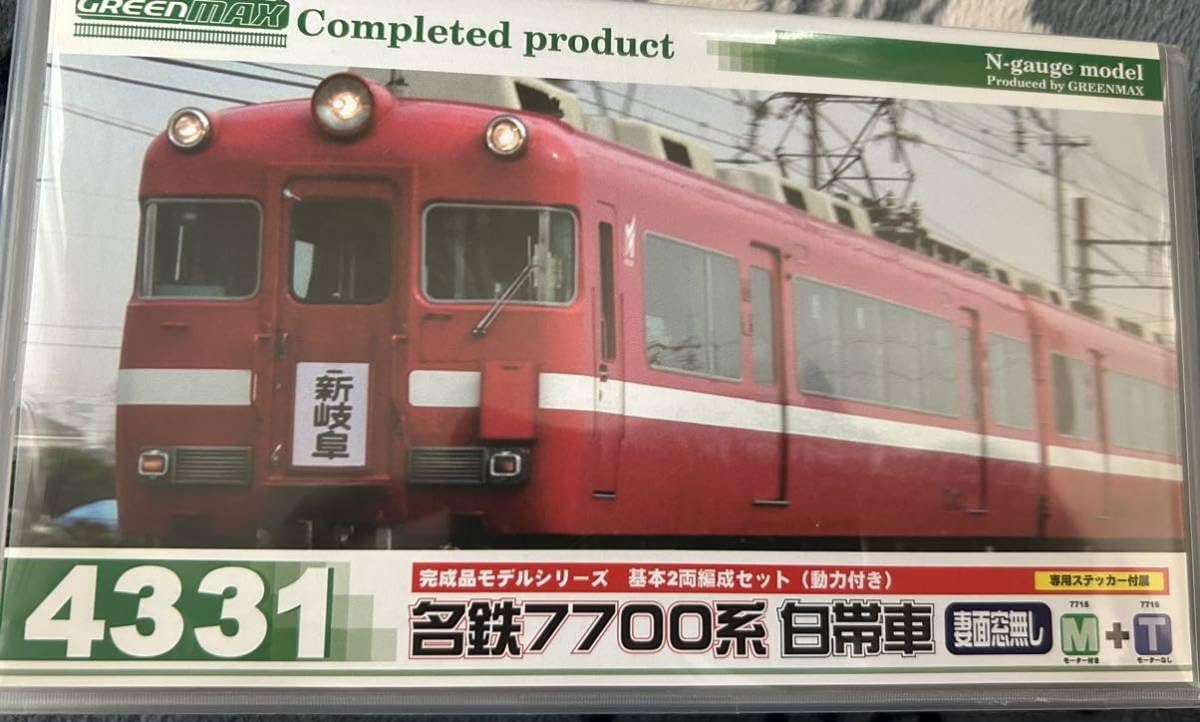 GREENMAX
Completed product
N-gauge model
Produced by GREENMAX
新岐阜
4331
完成品モデルシリーズ 基本2両編成セット(動力付き)
専用ステッカー付属
名鉄7700系 白帯車
妻面窓無し
7715
M
モーター付き
+
7716
T
モーターなし